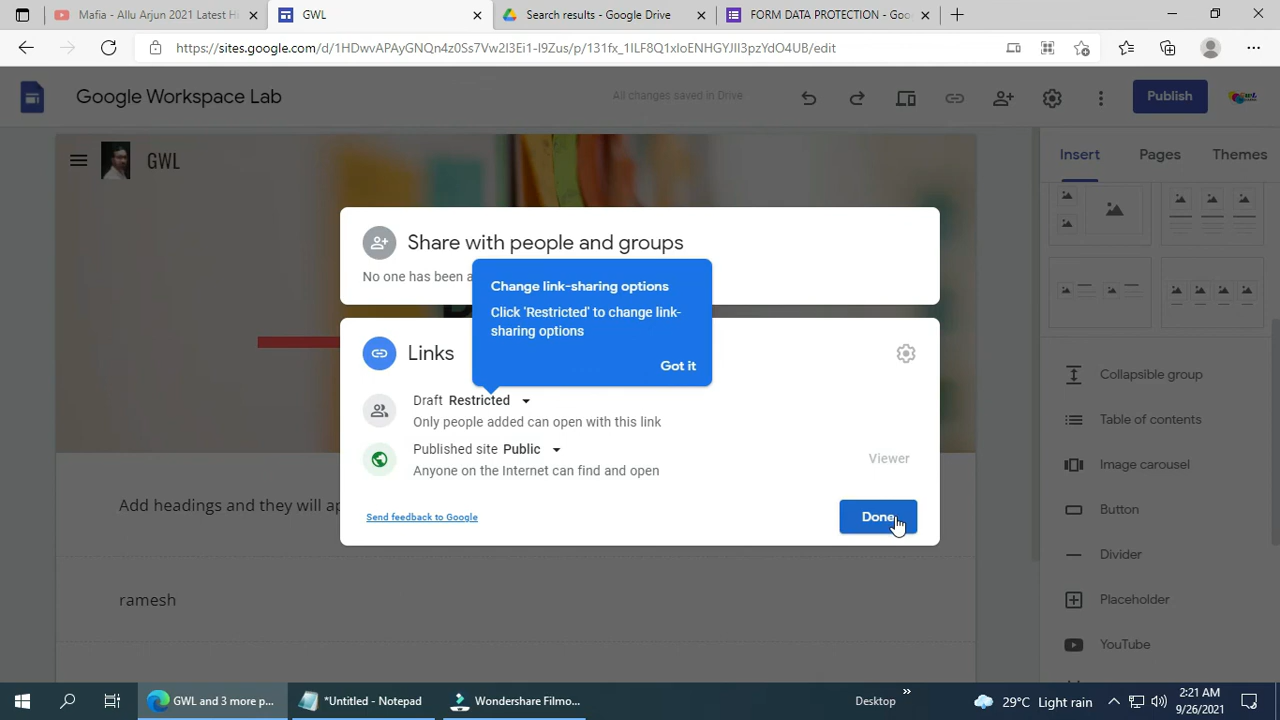 Mafia - Allu Arjun 2021 Latest H
GWL
Search results - Google Drive
FORM DATA PROTECTION - Goo
https://sites.google.com/d/1HDwvAPAyGNQn4z0Ss7Vw2I3Ei1-I9Zus/p/131fx_1ILF8Q1xIoENHGYJII3pzYdO4UB/edit
Google Workspace Lab
All changes saved in Drive
Publish
GWL
Insert
Pages
Themes
Share with people and groups
No one has been a
Change link-sharing options
Click 'Restricted' to change link-
sharing options
Got it
Links
Draft Restricted
Only people added can open with this link
Published site Public
Anyone on the Internet can find and open
Viewer
Send feedback to Google
Done
Collapsible group
Table of contents
Image carousel
Button
Divider
Placeholder
YouTube
Add headings and they will ap
ramesh
GWL and 3 more p...
*Untitled - Notepad
Wondershare Filmo...
Desktop
29°C Light rain
2:21 AM
9/26/2021